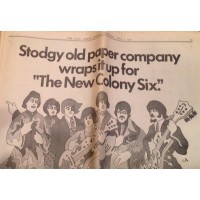 Stodgy old paper company
wraps it up for
"The New Colony Six."